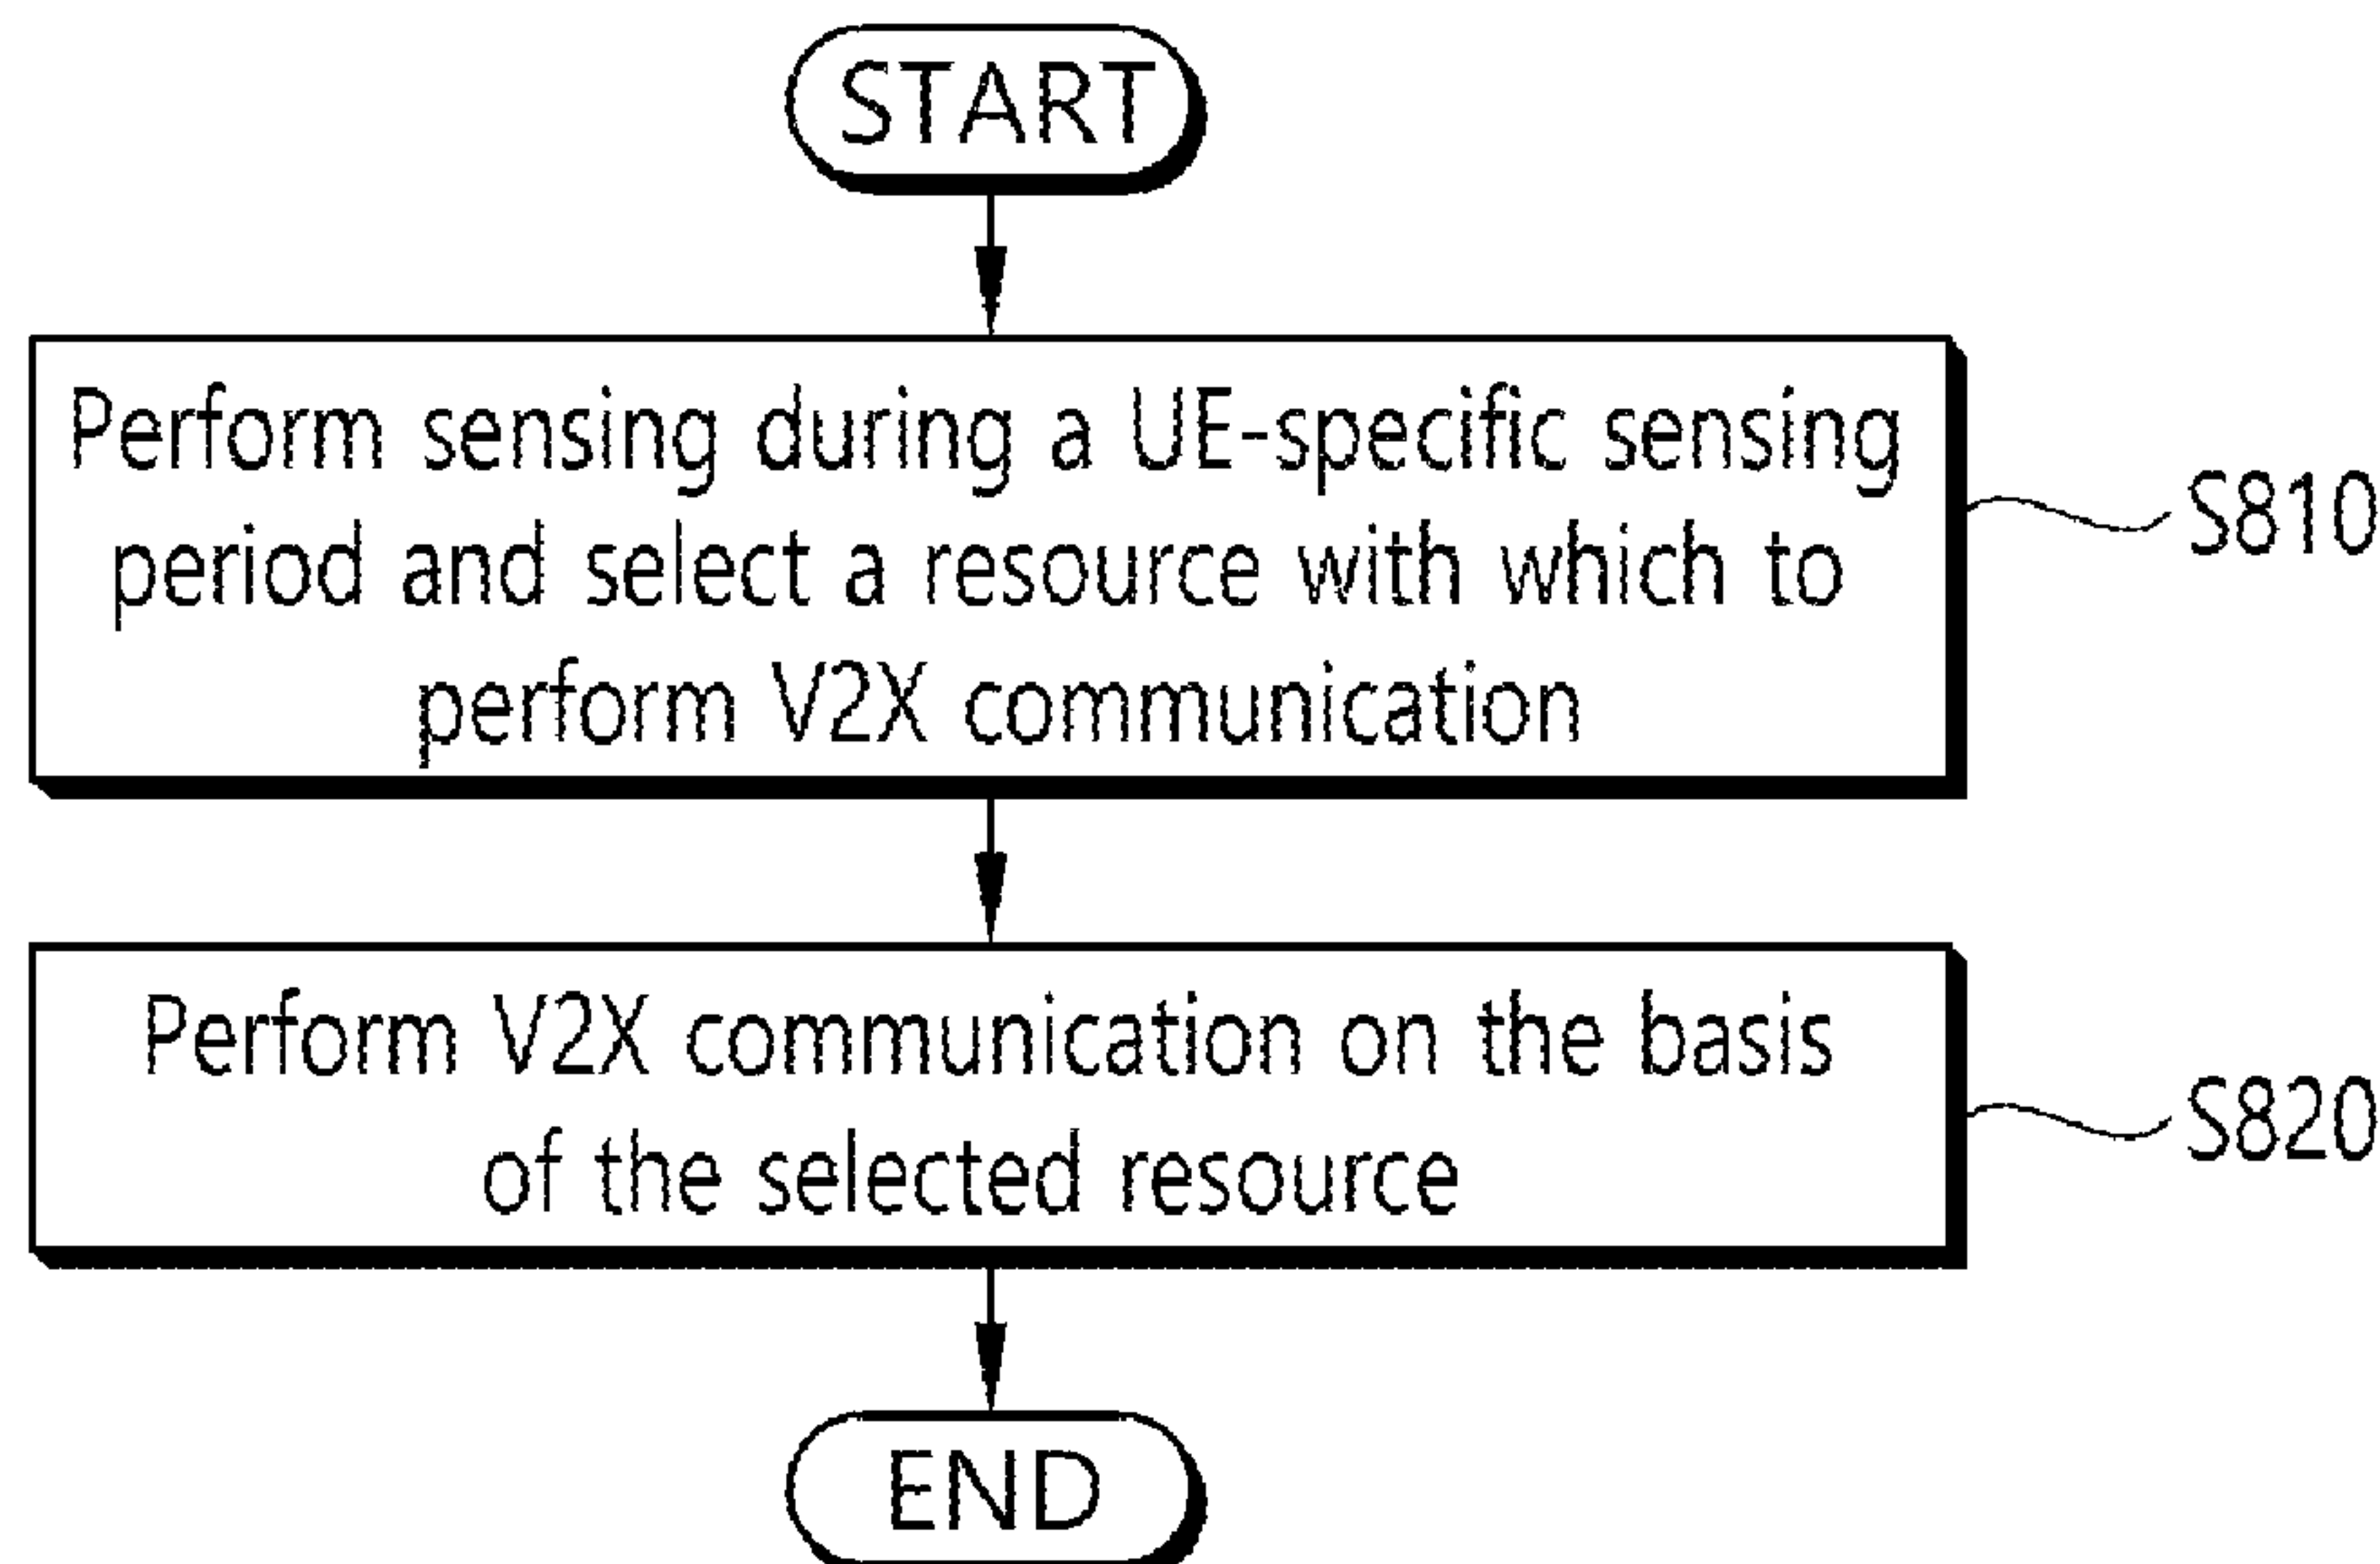 START
Perform sensing during a UE-specific sensing
period and select a resource with which to
perform V2X communication
S810
Perform V2X communication on the basis
of the selected resource
S820
END